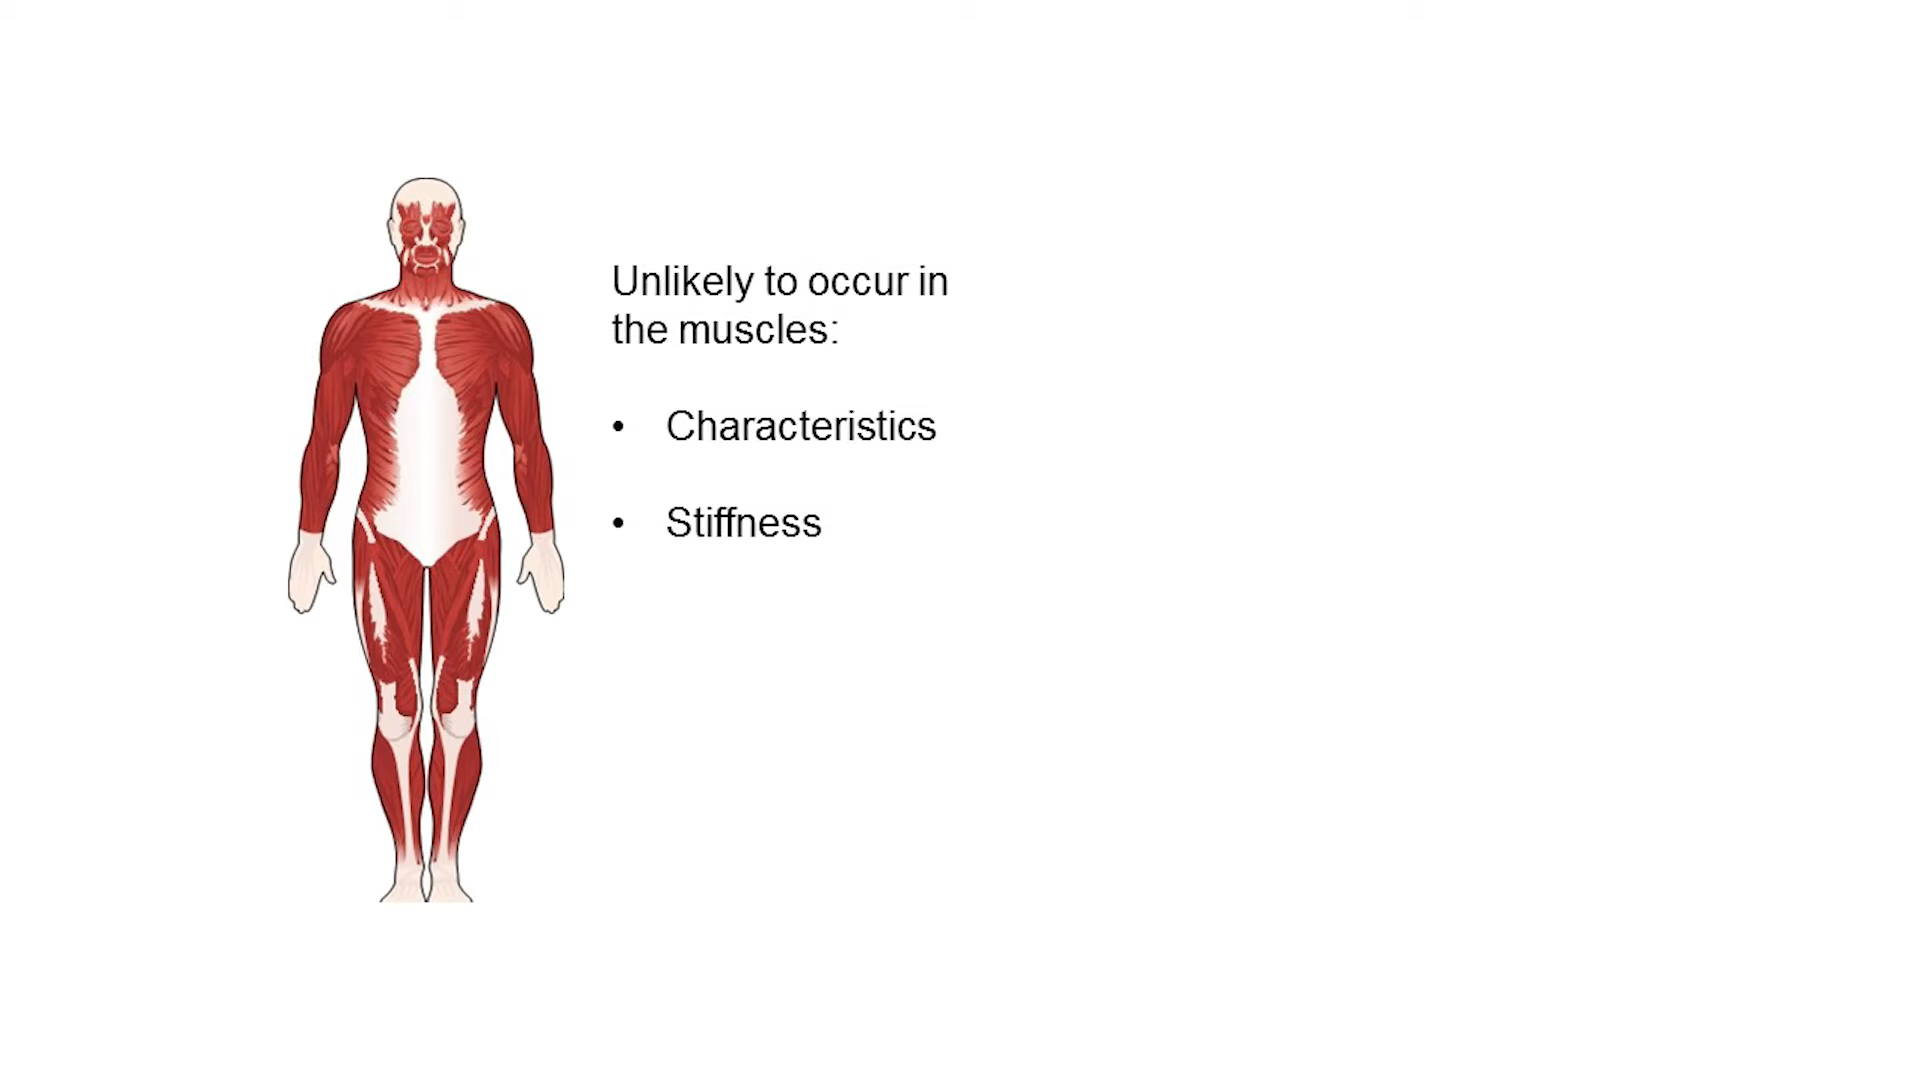 Unlikely to occur in
the muscles:
• Characteristics
• Stiffness